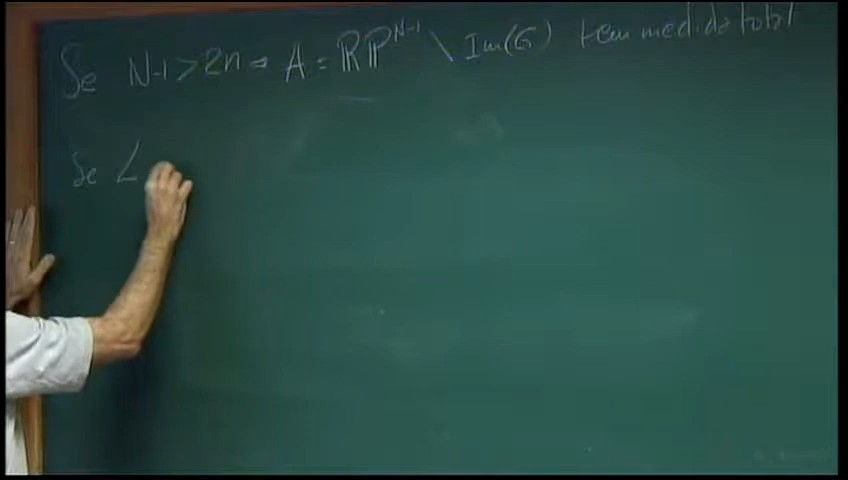 Se N-1 > 2n ⇒ A = ℝℙ^{N-1} \ Im(G) tem medida total
Se L